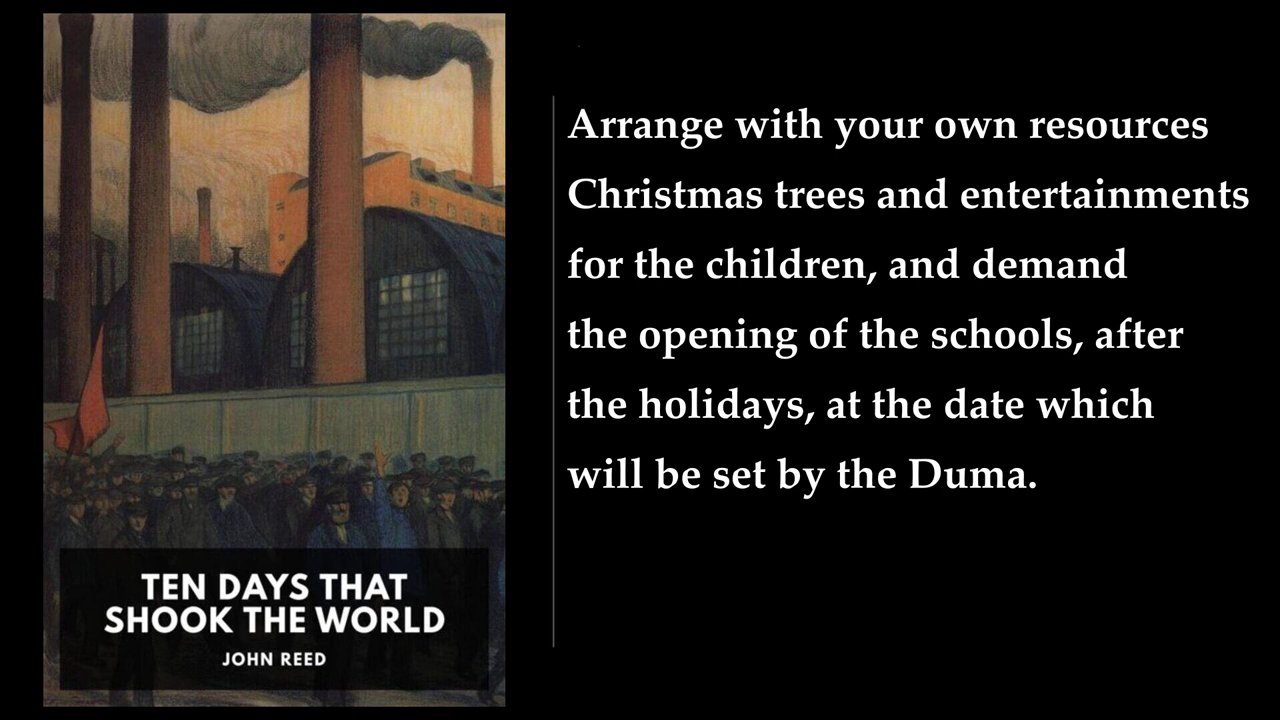 Arrange with your own resources
Christmas trees and entertainments
for the children, and demand
the opening of the schools, after
the holidays, at the date which
will be set by the Duma.
TEN DAYS THAT
SHOOK THE WORLD
JOHN REED